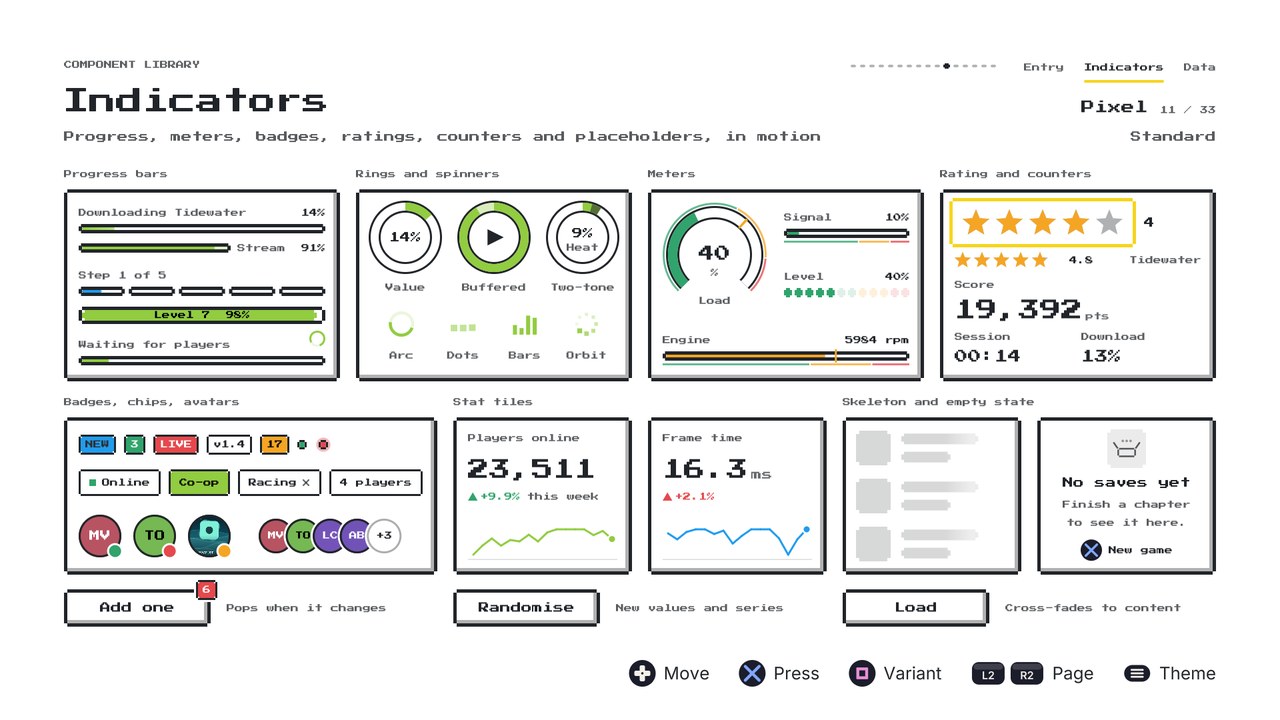 COMPONENT LIBRARY
Indicators
Progress, meters, badges, ratings, counters and placeholders, in motion
Entry Indicators Data
Pixel 11 / 33
Standard
Progress bars
Downloading Tidewater 14%
Stream 91%
Step 1 of 5
Level 7 98%
Waiting for players
Rings and spinners
14%
9%
Heat
Value Buffered Two-tone
Arc Dots Bars Orbit
Meters
40
%
Load
Signal 10%
Level 40%
Engine 5984 rpm
Rating and counters
4
4.8 Tidewater
Score
19,392 pts
Session Download
00:14 13%
Badges, chips, avatars
NEW 3 LIVE v1.4 17
Online Co-op Racing × 4 players
MV TO MV TO LC AB +3
Add one 6 Pops when it changes
Stat tiles
Players online
23,511
▲+9.9% this week
Frame time
16.3 ms
▲+2.1%
Randomise New values and series
Skeleton and empty state
No saves yet
Finish a chapter
to see it here.
New game
Load Cross-fades to content
Move Press Variant L2 R2 Page Theme